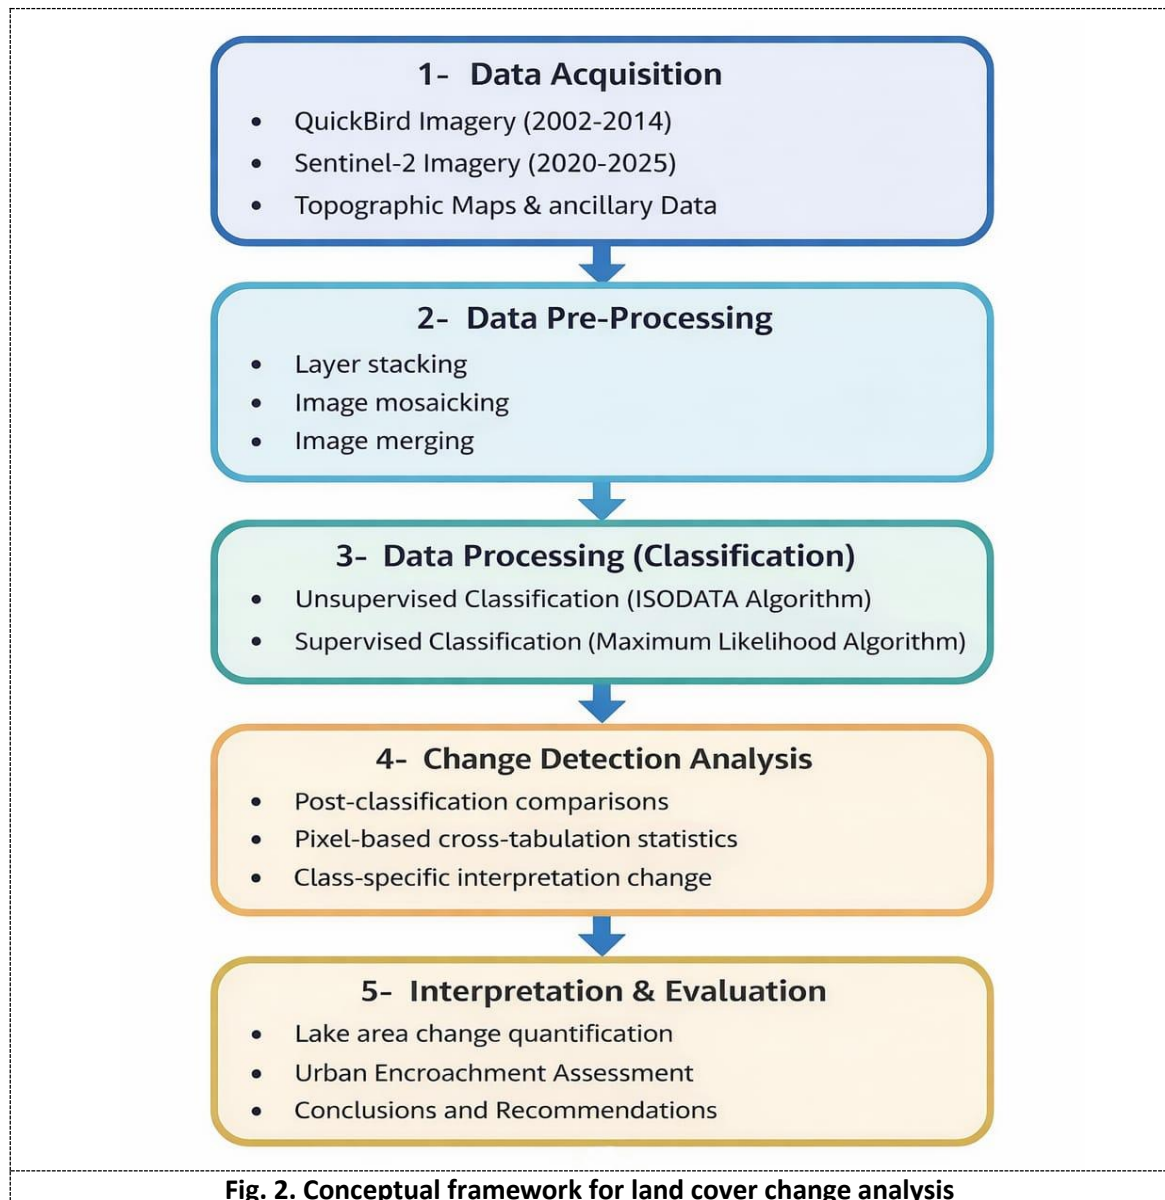 1- Data Acquisition
• QuickBird Imagery (2002-2014)
• Sentinel-2 Imagery (2020-2025)
• Topographic Maps & ancillary Data
2- Data Pre-Processing
• Layer stacking
• Image mosaicking
• Image merging
3- Data Processing (Classification)
• Unsupervised Classification (ISODATA Algorithm)
• Supervised Classification (Maximum Likelihood Algorithm)
4- Change Detection Analysis
• Post-classification comparisons
• Pixel-based cross-tabulation statistics
• Class-specific interpretation change
5- Interpretation & Evaluation
• Lake area change quantification
• Urban Encroachment Assessment
• Conclusions and Recommendations
Fig. 2. Conceptual framework for land cover change analysis